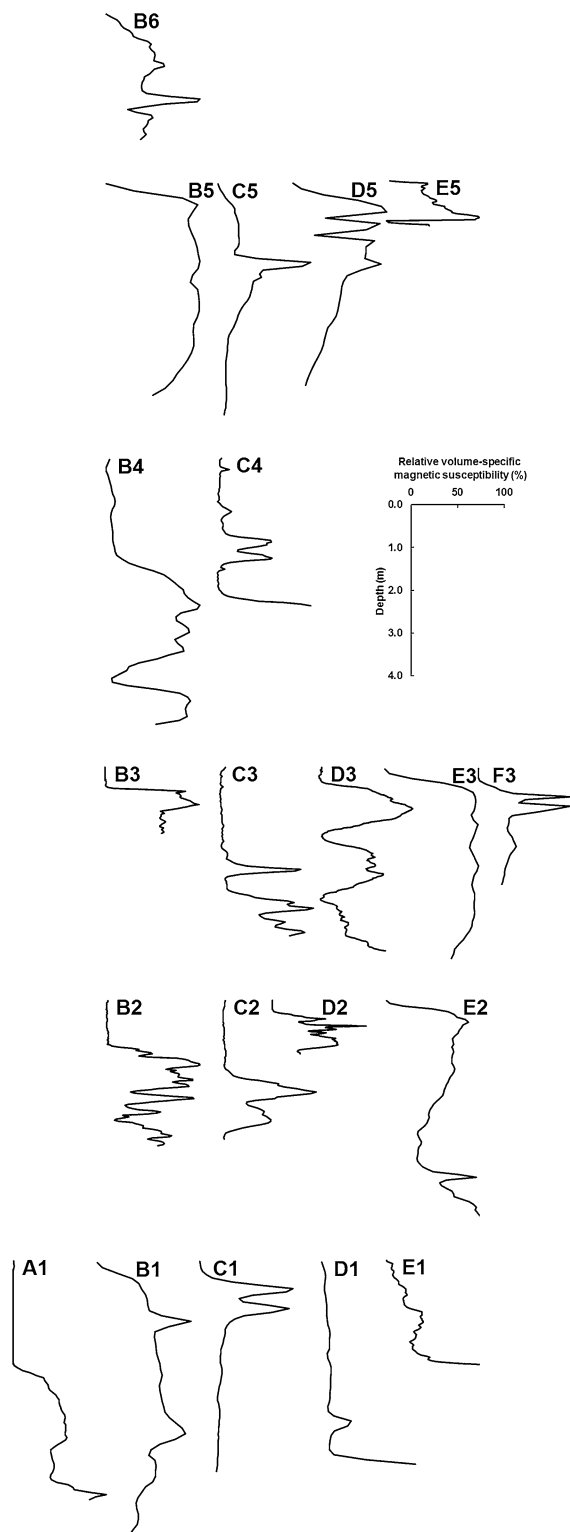 B6
B5 C5 D5 E5
B4 C4
Relative volume-specific
magnetic susceptibility (%)
0 50 100
0.0
1.0
2.0
3.0
4.0
Depth (m)
B3 C3 D3 E3 F3
B2 C2 D2 E2
A1 B1 C1 D1 E1